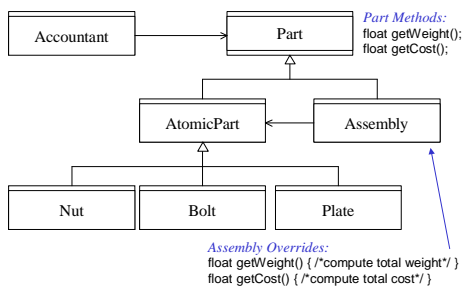 Accountant
Part
Part Methods:
float getWeight();
float getCost();
AtomicPart
Assembly
Nut
Bolt
Plate
Assembly Overrides:
float getWeight() { /*compute total weight*/ }
float getCost() { /*compute total cost*/ }